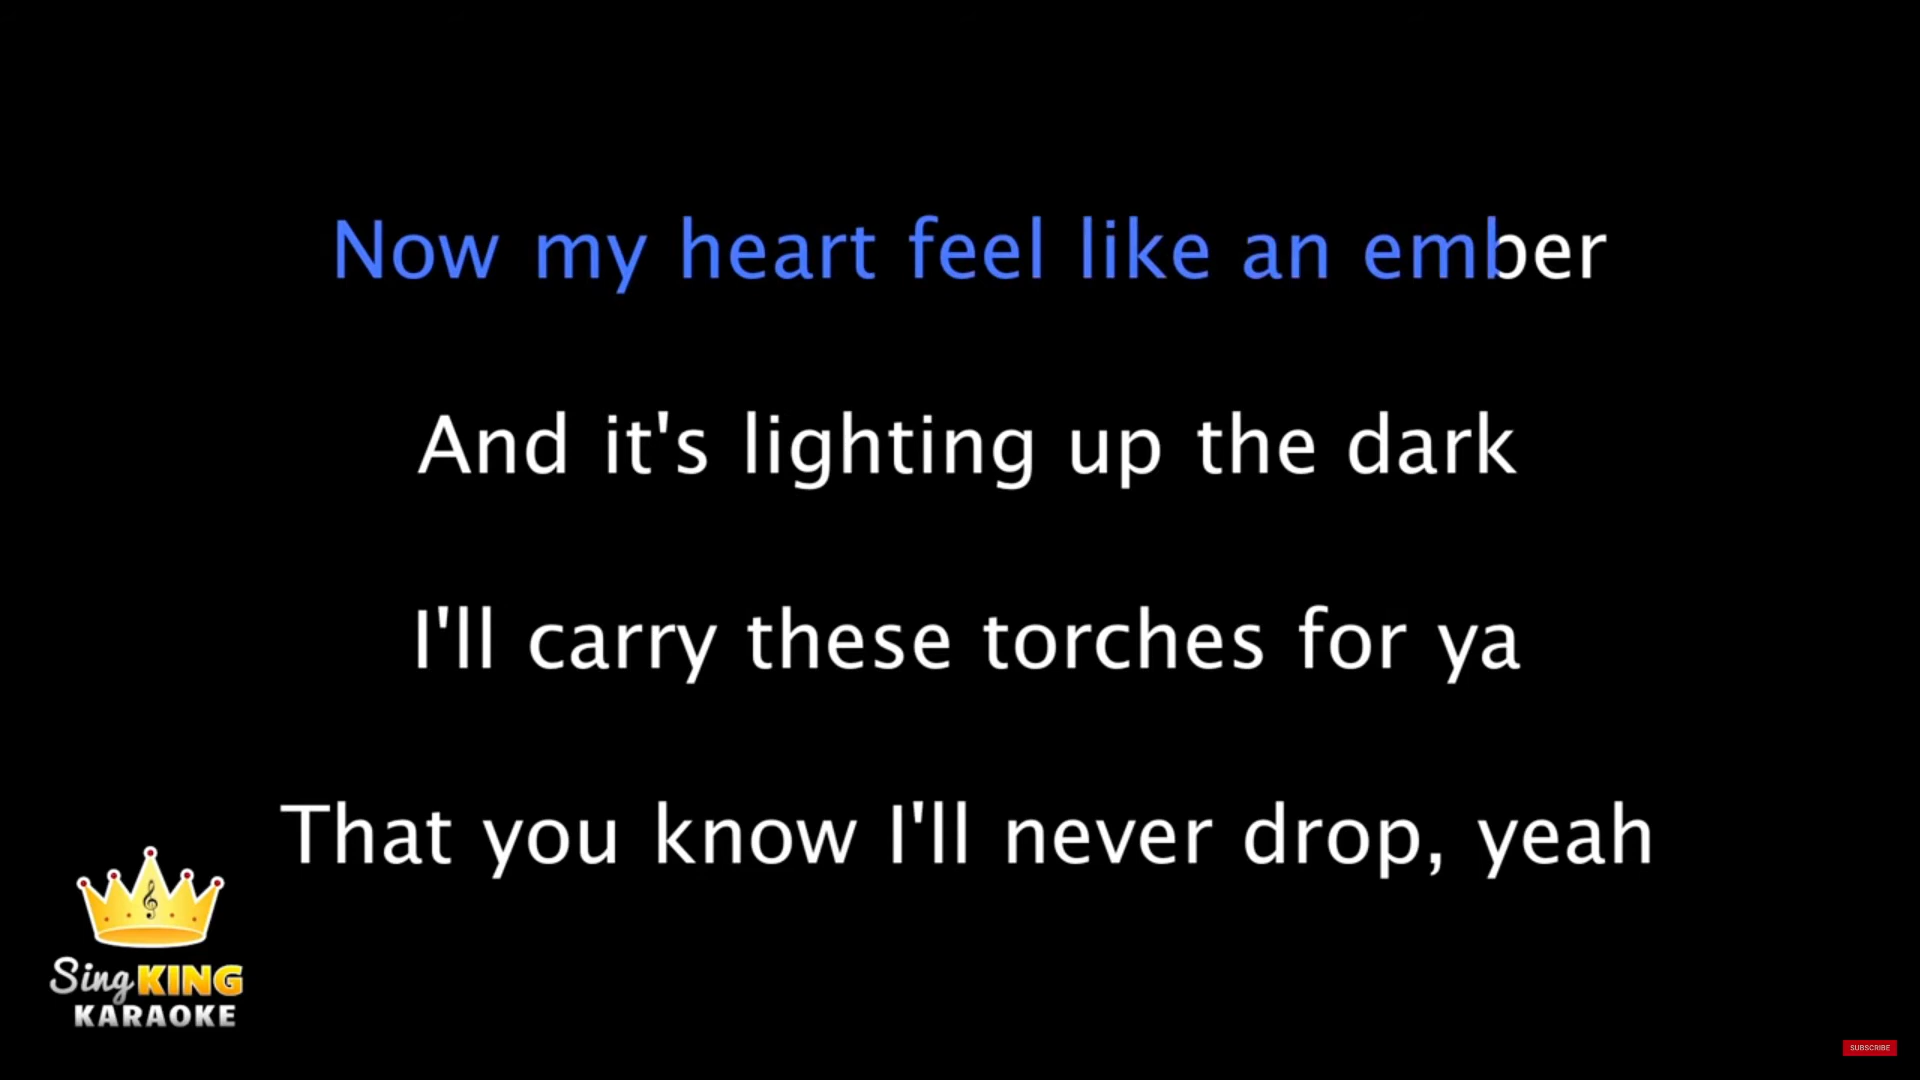 Now my heart feel like an ember
And it's lighting up the dark
I'll carry these torches for ya
That you know I'll never drop, yeah
Sing KING
KARAOKE
SUBSCRIBE